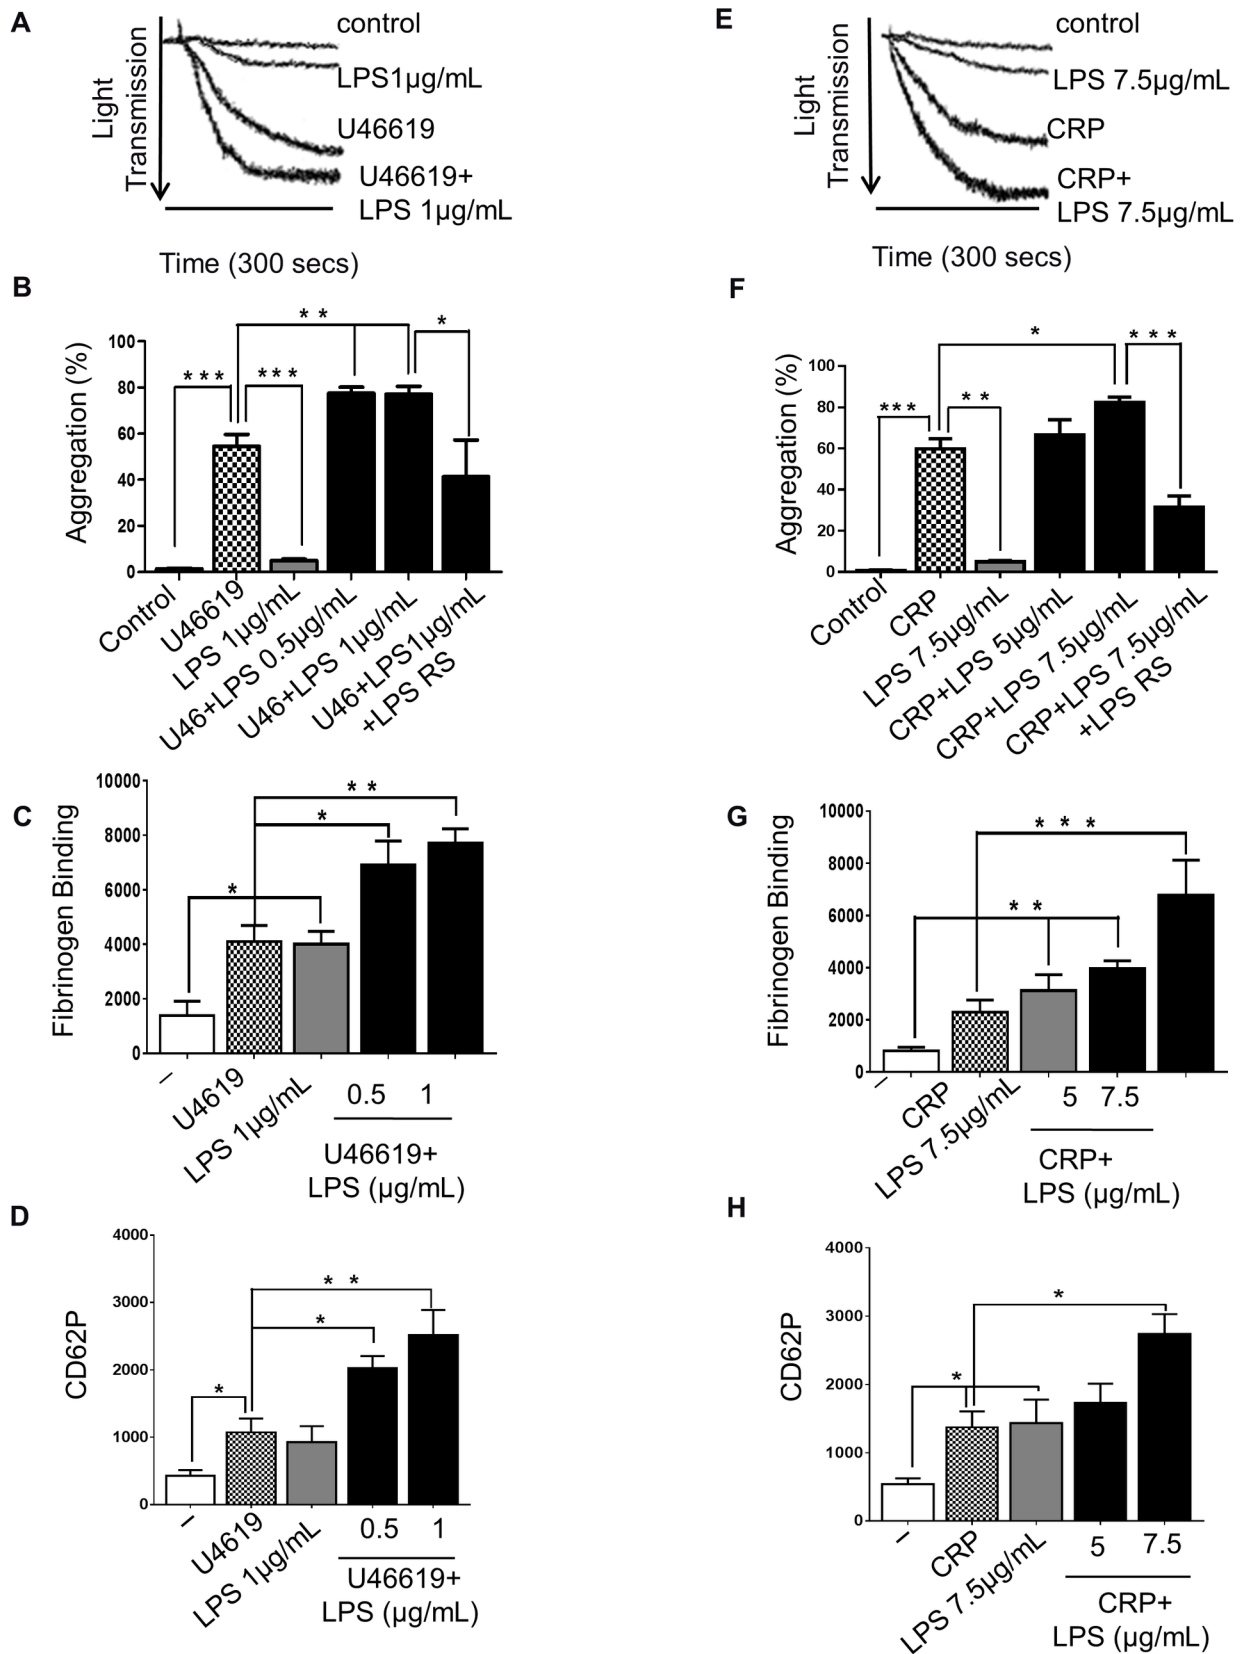 A
Light
Transmission
control
LPS1µg/mL
U46619
U46619+
LPS 1µg/mL
Time (300 secs)
E
Light
Transmission
control
LPS 7.5µg/mL
CRP
CRP+
LPS 7.5µg/mL
Time (300 secs)
B
Aggregation (%)
100
80
60
40
20
0
* * *
* * *
* *
*
Control
U46619
LPS 1µg/mL
U46+LPS 0.5µg/mL
U46+LPS 1µg/mL
U46+LPS1µg/mL
+LPS RS
F
Aggregation (%)
100
80
60
40
20
0
***
* *
*
* * *
Control
CRP
LPS 7.5µg/mL
CRP+LPS 5µg/mL
CRP+LPS 7.5µg/mL
CRP+LPS 7.5µg/mL
+LPS RS
C
Fibrinogen Binding
10000
8000
6000
4000
2000
0
* *
*
*
–
U4619
LPS 1µg/mL
0.5 1
U46619+
LPS (µg/mL)
G
Fibrinogen Binding
10000
8000
6000
4000
2000
0
* * *
* *
–
CRP
LPS 7.5µg/mL
5 7.5
CRP+
LPS (µg/mL)
D
CD62P
4000
3000
2000
1000
0
* *
*
*
–
U4619
LPS 1µg/mL
0.5 1
U46619+
LPS (µg/mL)
H
CD62P
4000
3000
2000
1000
0
*
*
–
CRP
LPS 7.5µg/mL
5 7.5
CRP+
LPS (µg/mL)